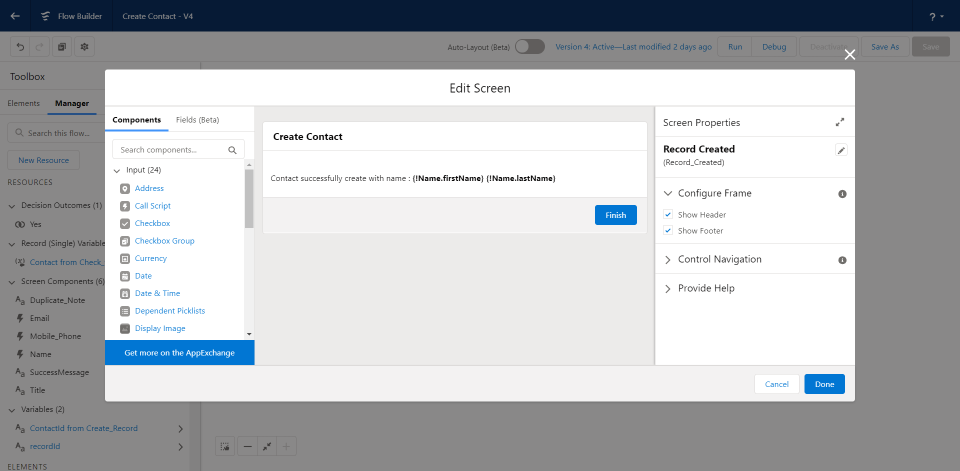 Flow Builder
Create Contact - V4
?
Auto-Layout (Beta)
Version 4: Active—Last modified 2 days ago
Run
Debug
Deactivate
Save As
Save
Toolbox
Elements
Manager
Search this flow...
New Resource
RESOURCES
Decision Outcomes (1)
Yes
Record (Single) Variable
Contact from Check_
Screen Components (6)
Duplicate_Note
Email
Mobile_Phone
Name
SuccessMessage
Title
Variables (2)
ContactId from Create_Record
recordId
ELEMENTS
Edit Screen
Components
Fields (Beta)
Search components...
Input (24)
Address
Call Script
Checkbox
Checkbox Group
Currency
Date
Date & Time
Dependent Picklists
Display Image
Get more on the AppExchange
Create Contact
Contact successfully create with name : {!Name.firstName} {!Name.lastName}
Finish
Screen Properties
Record Created
(Record_Created)
Configure Frame
Show Header
Show Footer
Control Navigation
Provide Help
Cancel
Done